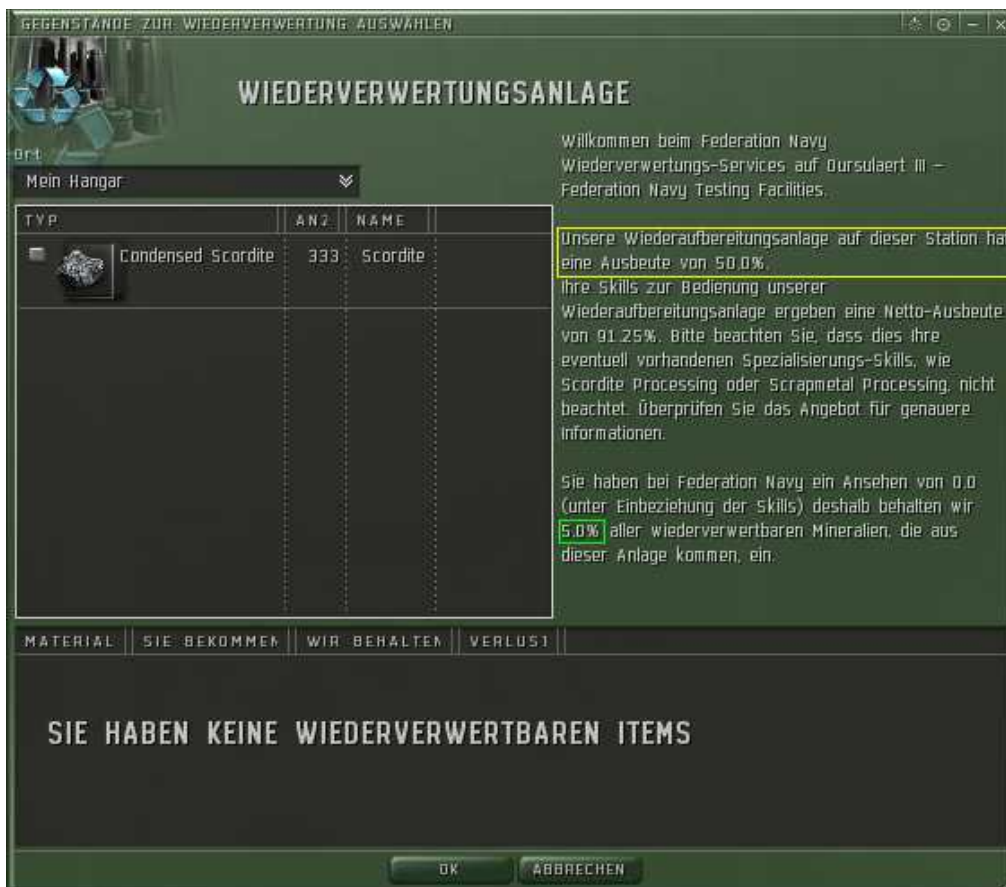 GEGENSTÄNDE ZUR WIEDERVERWERTUNG AUSWÄHLEN
WIEDERVERWERTUNGSANLAGE
Ort
Mein Hangar
TYP ANZ NAME
Condensed Scordite 333 Scordite
Willkommen beim Federation Navy
Wiederverwertungs-Services auf Oursulaert III –
Federation Navy Testing Facilities.
Unsere Wiederaufbereitungsanlage auf dieser Station ha
eine Ausbeute von 50.0%.
Ihre Skills zur Bedienung unserer
Wiederaufbereitungsanlage ergeben eine Netto-Ausbeute
von 91.25%. Bitte beachten Sie, dass dies Ihre
eventuell vorhandenen Spezialisierungs-Skills, wie
Scordite Processing oder Scrapmetal Processing, nicht
beachtet. Überprüfen Sie das Angebot für genauere
Informationen.
Sie haben bei Federation Navy ein Ansehen von 0.0
(unter Einbeziehung der Skills) deshalb behalten wir
5.0% aller wiederverwertbaren Mineralien, die aus
dieser Anlage kommen, ein.
MATERIAL SIE BEKOMMEN WIR BEHALTEN VERLUST
SIE HABEN KEINE WIEDERVERWERTBAREN ITEMS
OK ABBRECHEN